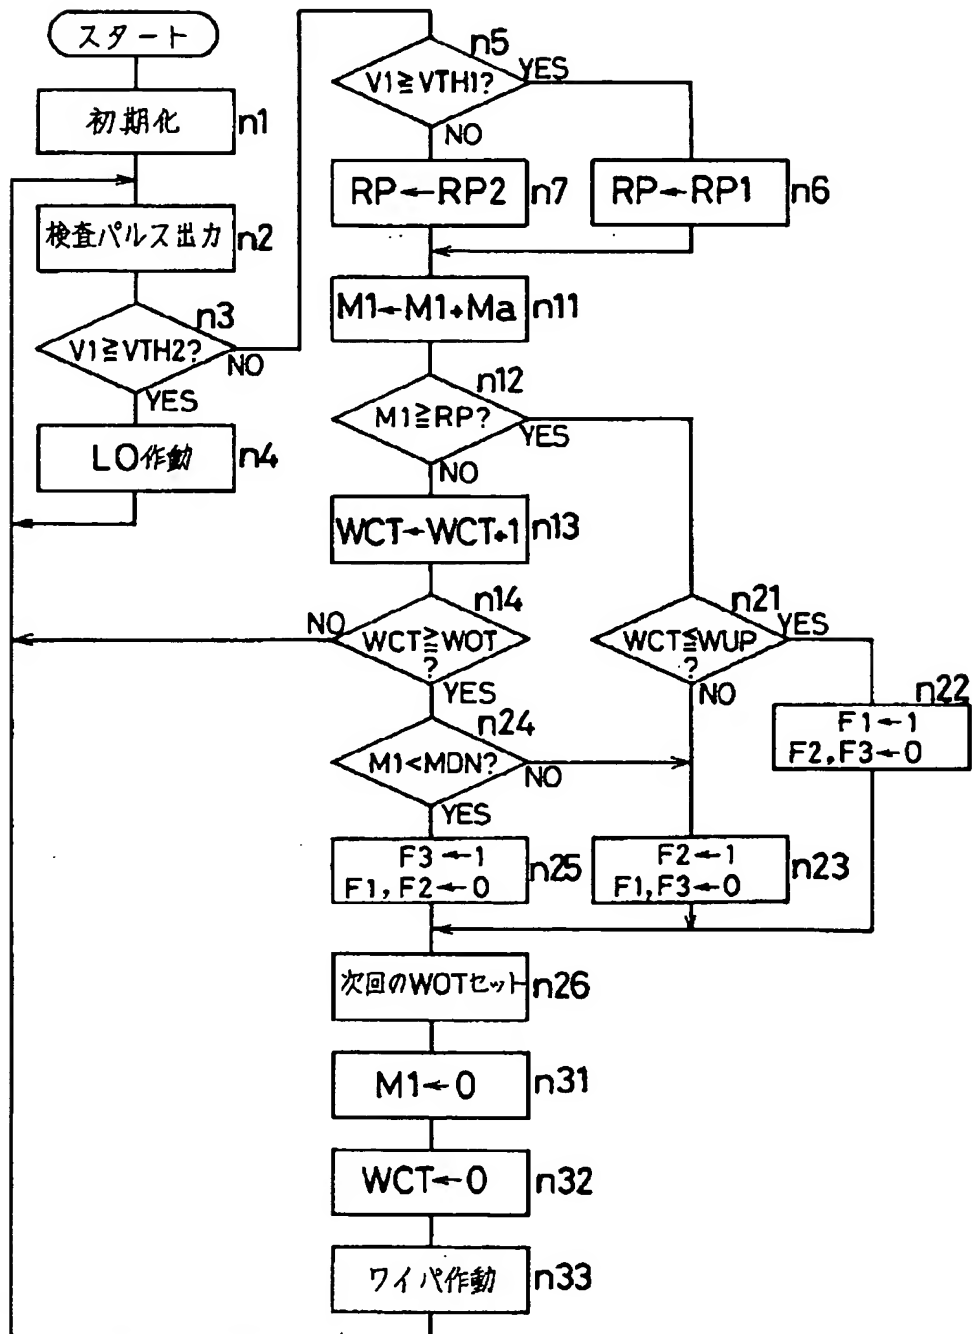 スタート
初期化
n1
検査パルス出力
n2
n3
V1≧VTH2?
NO
YES
LO作動
n4
n5
V1≧VTH1?
YES
NO
RP←RP2
n7
RP←RP1
n6
M1←M1+Ma
n11
n12
M1≧RP?
YES
NO
WCT←WCT+1
n13
n14
NO
WCT≧WOT
?
YES
n21
WCT≦WUP
?
YES
NO
n22
F1←1
F2,F3←0
n24
M1<MDN?
NO
YES
F3←1
F1,F2←0
n25
F2←1
F1,F3←0
n23
次回のWOTセット
n26
M1←0
n31
WCT←0
n32
ワイパ作動
n33